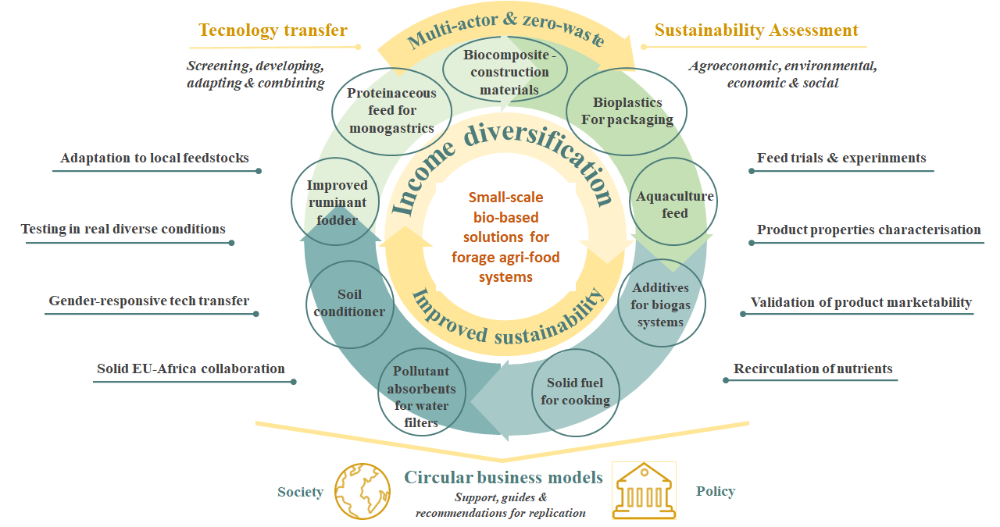 Multi-actor & zero-waste
Tecnology transfer
Screening, developing,
adapting & combining
Sustainability Assessment
Agroeconomic, environmental,
economic & social
Biocomposite -
construction
materials
Proteinaceous
feed for
monogastrics
Bioplastics
For packaging
Improved
ruminant
fodder
Aquaculture
feed
Soil
conditioner
Additives
for biogas
systems
Pollutant
absorbents
for water
filters
Solid fuel
for cooking
Income diversification
Small-scale
bio-based
solutions for
forage agri-food
systems
Improved sustainability
Adaptation to local feedstocks
Testing in real diverse conditions
Gender-responsive tech transfer
Solid EU-Africa collaboration
Feed trials & experinments
Product properties characterisation
Validation of product marketability
Recirculation of nutrients
Society
Circular business models
Support, guides &
recommendations for replication
Policy